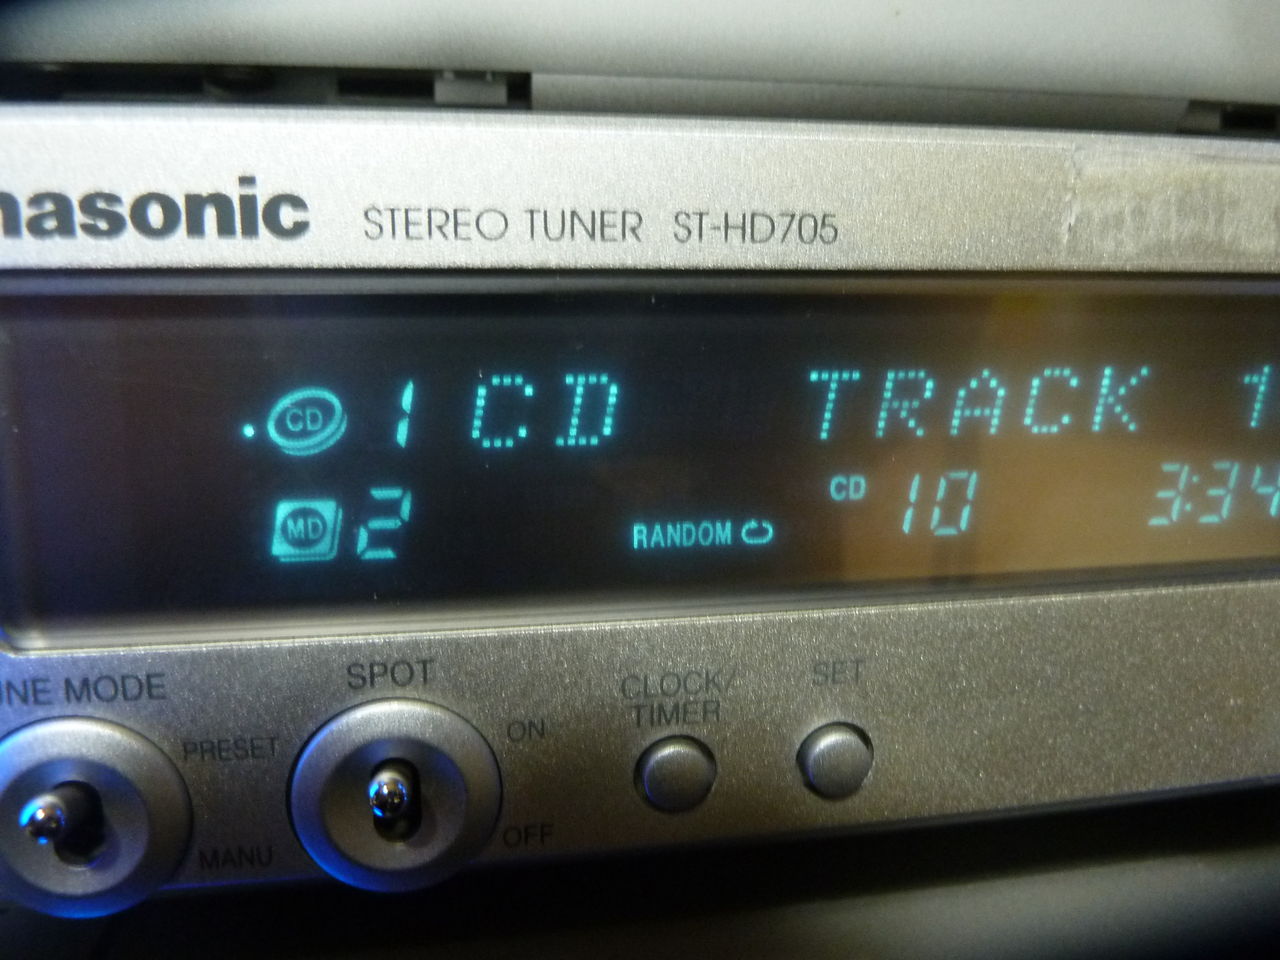 nasonic STEREO TUNER ST-HD705
CD 1 CD TRACK 1
MD 2 RANDOM CD 10 3:34
UNE MODE SPOT CLOCK/ SET
TIMER
PRESET ON
MANU OFF